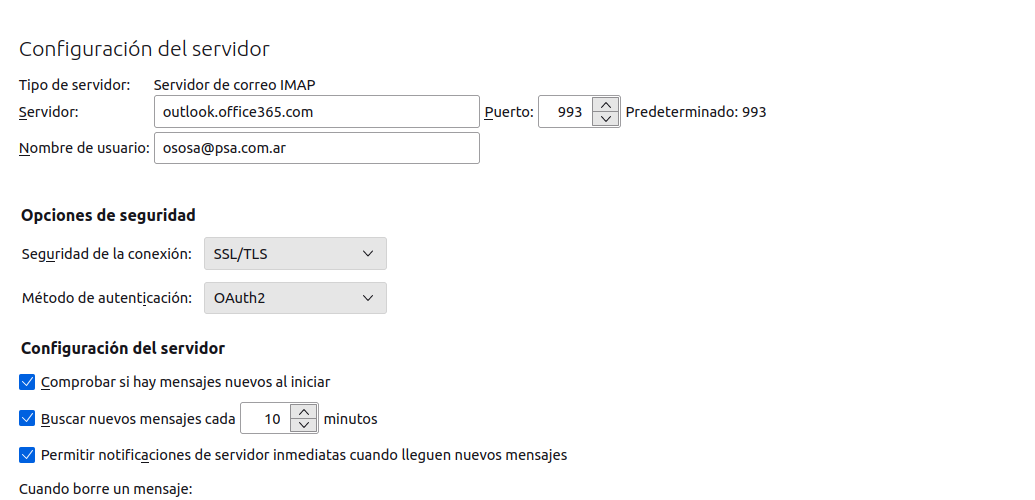 Configuración del servidor
Tipo de servidor: Servidor de correo IMAP
Servidor: outlook.office365.com Puerto: 993 Predeterminado: 993
Nombre de usuario: ososa@psa.com.ar
Opciones de seguridad
Seguridad de la conexión: SSL/TLS
Método de autenticación: OAuth2
Configuración del servidor
Comprobar si hay mensajes nuevos al iniciar
Buscar nuevos mensajes cada 10 minutos
Permitir notificaciones de servidor inmediatas cuando lleguen nuevos mensajes
Cuando borre un mensaje: